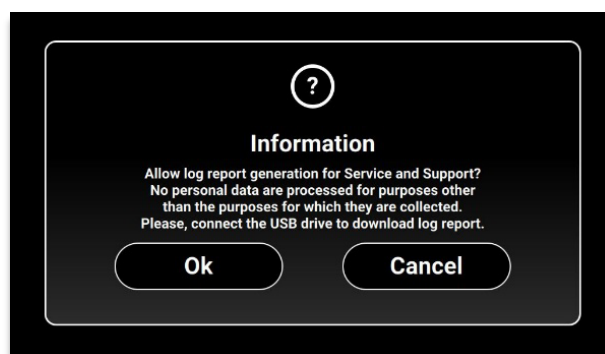 ?
Information
Allow log report generation for Service and Support?
No personal data are processed for purposes other
than the purposes for which they are collected.
Please, connect the USB drive to download log report.
Ok Cancel